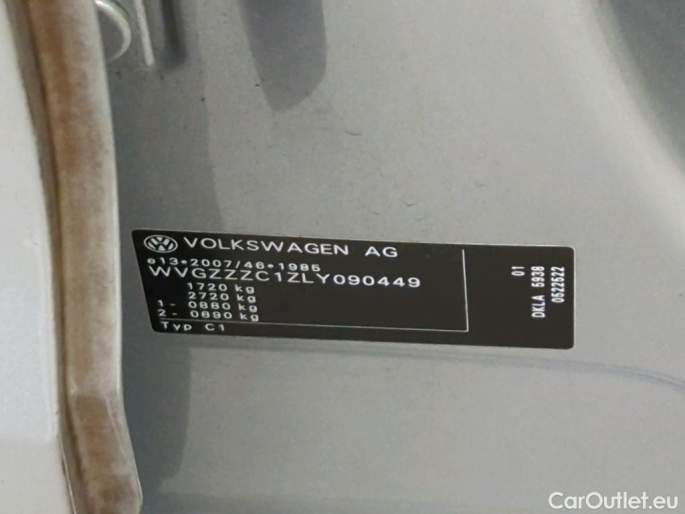 VOLKSWAGEN AG
e13*2007/46*1985
WVGZZZC1ZLY090449
1720 kg
2720 kg
1 - 0880 kg
2 - 0890 kg
Typ C1
01
DKLA 5938
0522522
CarOutlet.eu